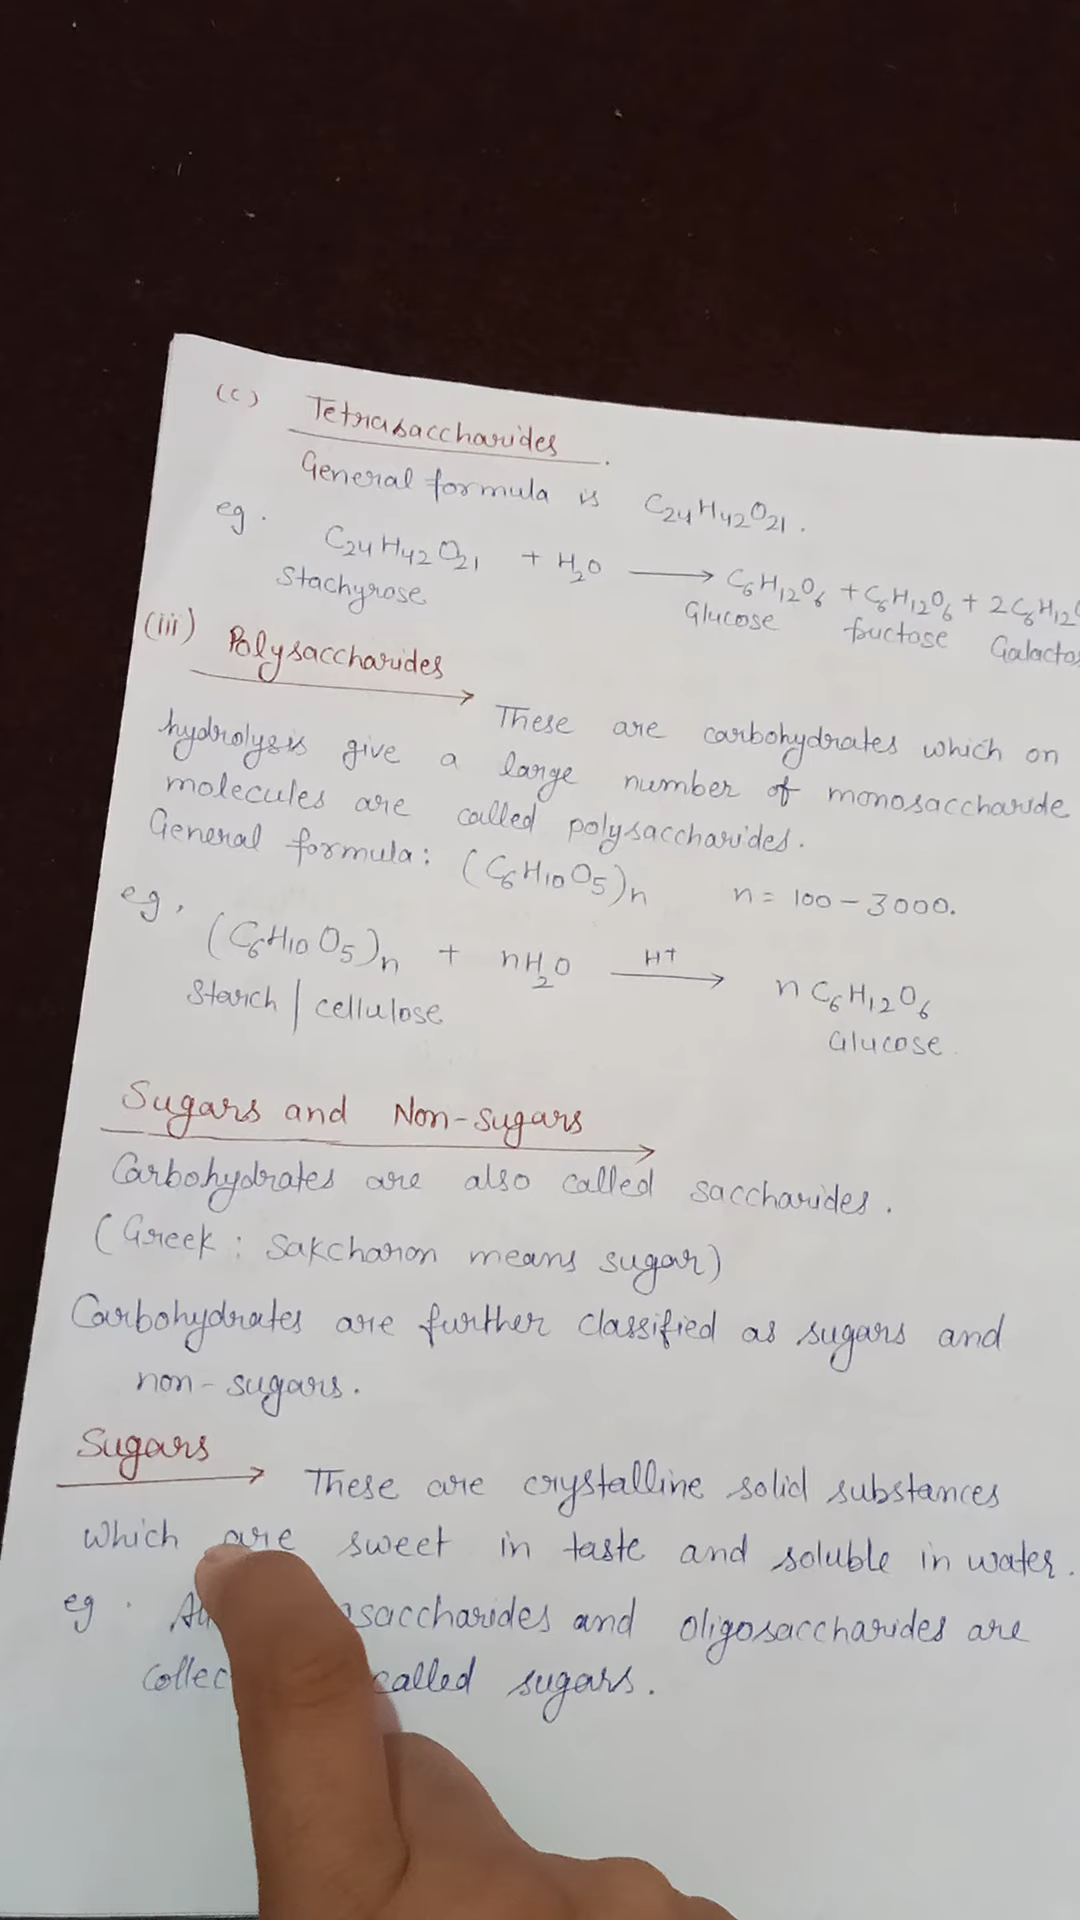 (c) Tetrasaccharides
General formula is C₂₄H₄₂O₂₁.
eg. C₂₄H₄₂O₂₁ + H₂O ⟶ C₆H₁₂O₆ + C₆H₁₂O₆ + 2C₆H₁₂O
Stachyrose Glucose fructose Galacto
(iii) Polysaccharides
These are carbohydrates which on
hydrolysis give a large number of monosaccharide
molecules are called polysaccharides.
General formula: (C₆H₁₀O₅)n n = 100 - 3000.
eg, (C₆H₁₀O₅)n + nH₂O H⁺ ⟶ n C₆H₁₂O₆
Starch | cellulose Glucose.
Sugars and Non-sugars
Carbohydrates are also called saccharides.
(Greek : Sakcharon means sugar)
Carbohydrates are further classified as sugars and
non-sugars.
Sugars
These are crystalline solid substances
which are sweet in taste and soluble in water.
eg. saccharides and oligosaccharides are
collec called sugars.